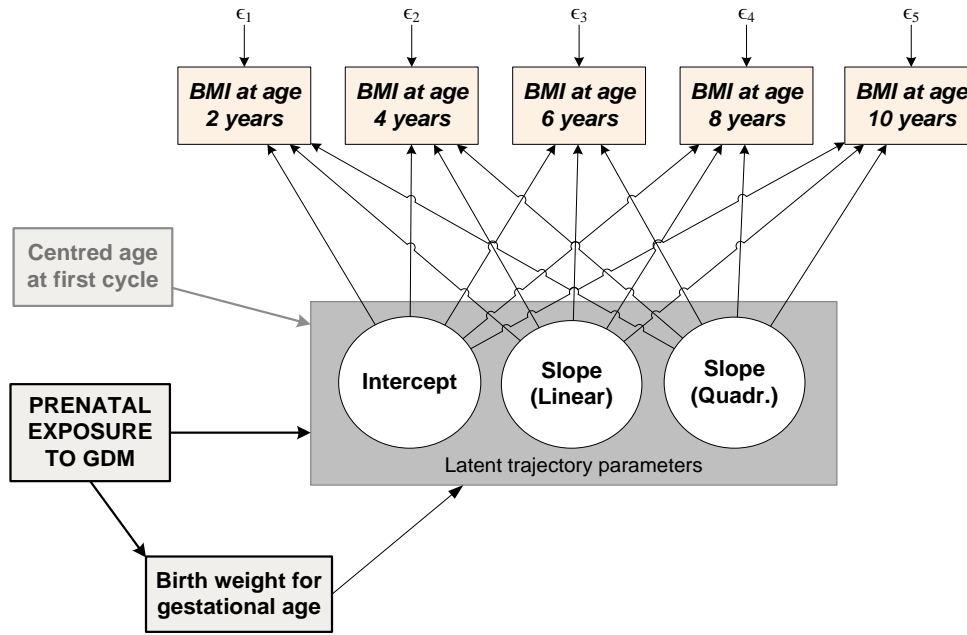 ϵ1 ϵ2 ϵ3 ϵ4 ϵ5
BMI at age
2 years
BMI at age
4 years
BMI at age
6 years
BMI at age
8 years
BMI at age
10 years
Centred age
at first cycle
Intercept
Slope
(Linear)
Slope
(Quadr.)
Latent trajectory parameters
PRENATAL
EXPOSURE
TO GDM
Birth weight for
gestational age